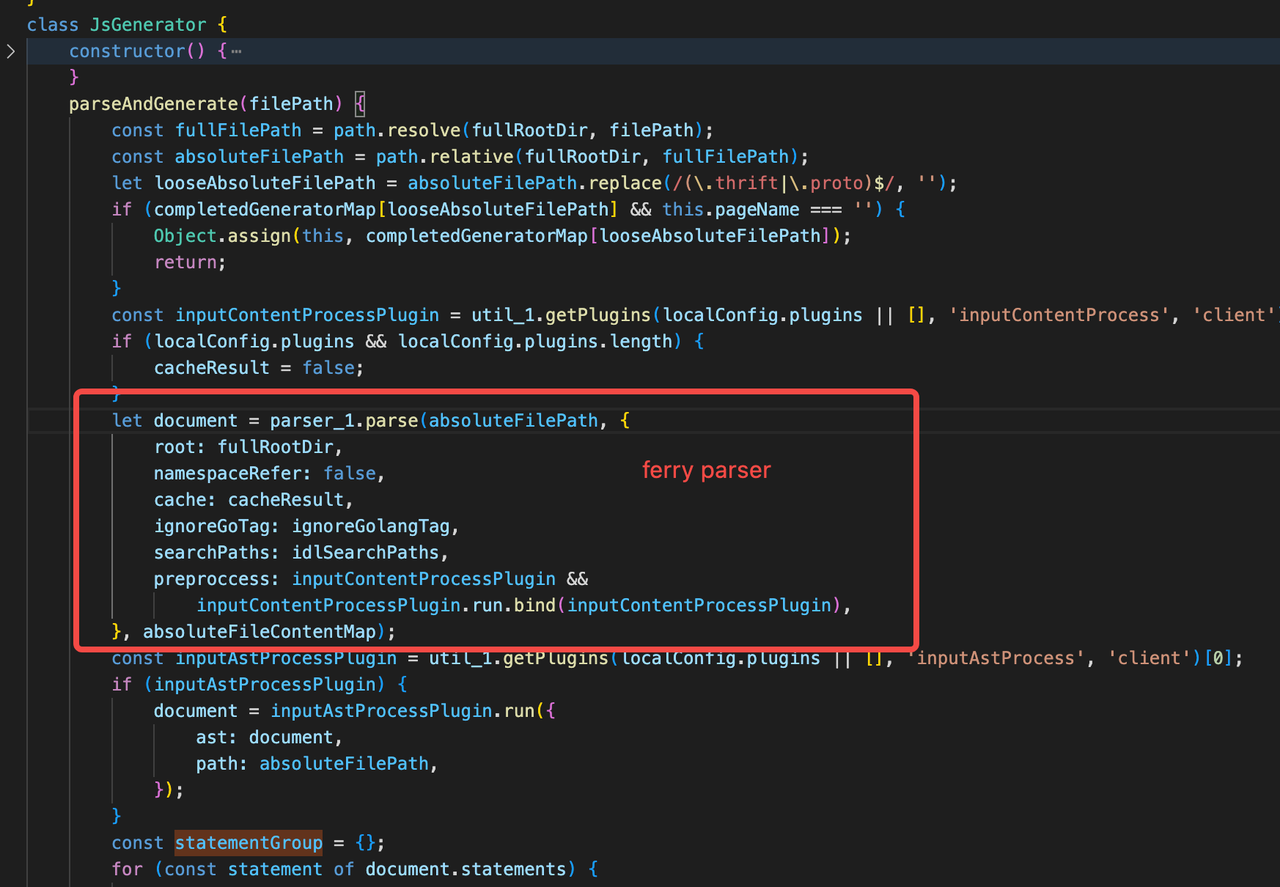 }
class JsGenerator {
constructor() {⋯
}
parseAndGenerate(filePath) {
const fullFilePath = path.resolve(fullRootDir, filePath);
const absoluteFilePath = path.relative(fullRootDir, fullFilePath);
let looseAbsoluteFilePath = absoluteFilePath.replace(/(\.thrift|\.proto)$/, '');
if (completedGeneratorMap[looseAbsoluteFilePath] && this.pageName === '') {
Object.assign(this, completedGeneratorMap[looseAbsoluteFilePath]);
return;
}
const inputContentProcessPlugin = util_1.getPlugins(localConfig.plugins || [], 'inputContentProcess', 'client'
if (localConfig.plugins && localConfig.plugins.length) {
cacheResult = false;
}
let document = parser_1.parse(absoluteFilePath, {
root: fullRootDir,
namespaceRefer: false,
ferry parser
cache: cacheResult,
ignoreGoTag: ignoreGolangTag,
searchPaths: idlSearchPaths,
preproccess: inputContentProcessPlugin &&
inputContentProcessPlugin.run.bind(inputContentProcessPlugin),
}, absoluteFileContentMap);
const inputAstProcessPlugin = util_1.getPlugins(localConfig.plugins || [], 'inputAstProcess', 'client')[0];
if (inputAstProcessPlugin) {
document = inputAstProcessPlugin.run({
ast: document,
path: absoluteFilePath,
});
}
const statementGroup = {};
for (const statement of document.statements) {